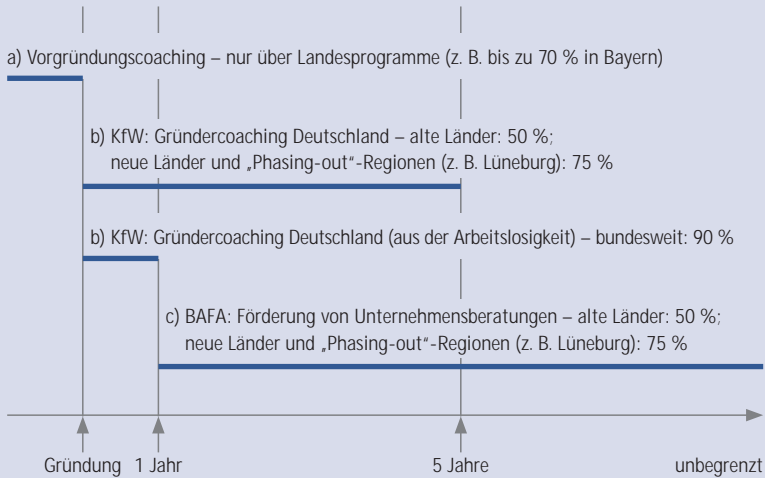 a) Vorgründungscoaching – nur über Landesprogramme (z. B. bis zu 70 % in Bayern)
b) KfW: Gründercoaching Deutschland – alte Länder: 50 %;
neue Länder und „Phasing-out“-Regionen (z. B. Lüneburg): 75 %
b) KfW: Gründercoaching Deutschland (aus der Arbeitslosigkeit) – bundesweit: 90 %
c) BAFA: Förderung von Unternehmensberatungen – alte Länder: 50 %;
neue Länder und „Phasing-out“-Regionen (z. B. Lüneburg): 75 %
Gründung 1 Jahr 5 Jahre unbegrenzt